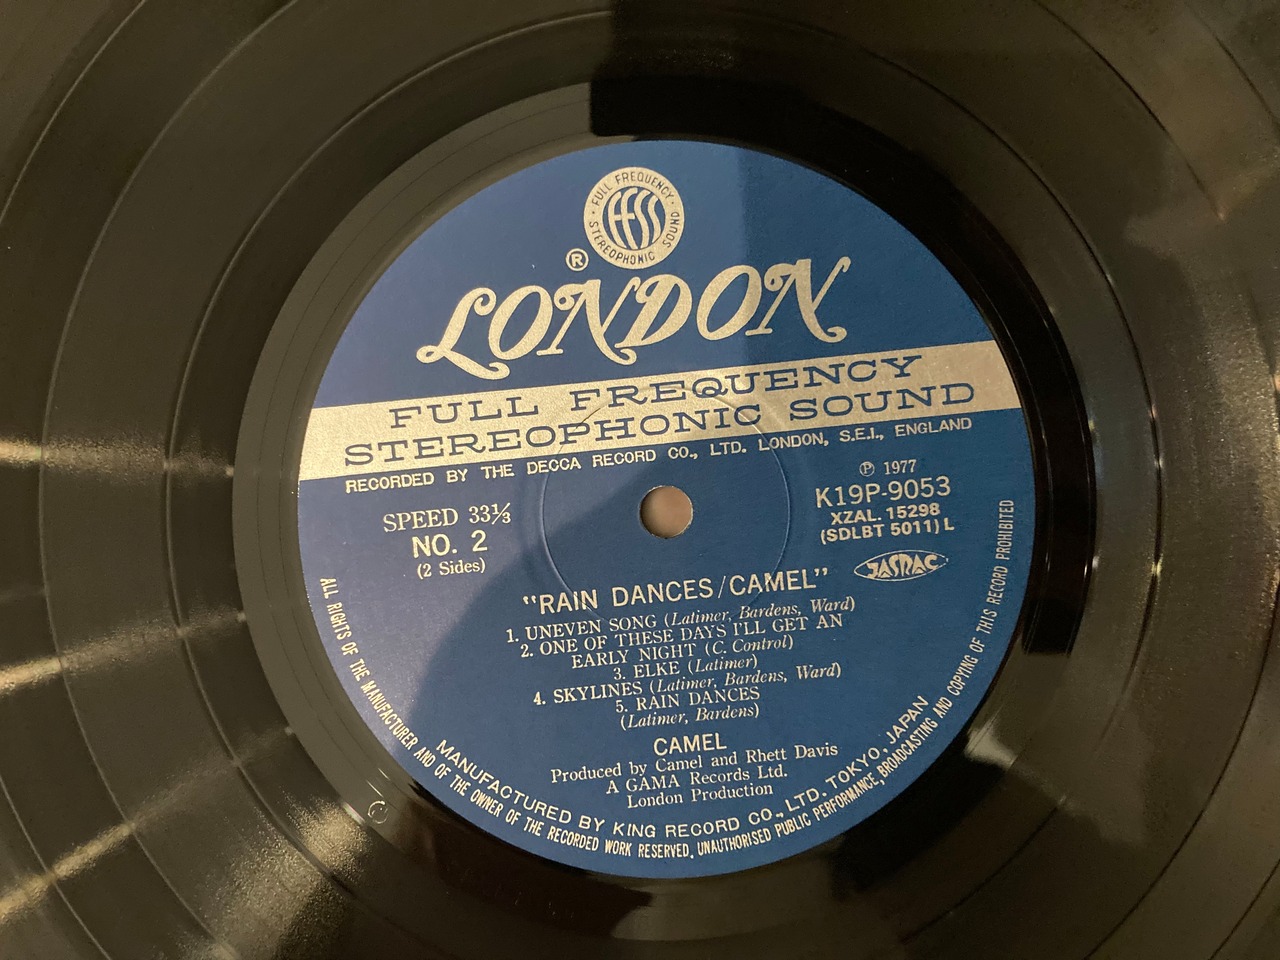 FULL FREQUENCY
STEREOPHONIC SOUND
FFSS
®
LONDON
FULL FREQUENCY
STEREOPHONIC SOUND
RECORDED BY THE DECCA RECORD CO., LTD. LONDON, S.E.I., ENGLAND
℗ 1977
SPEED 33⅓
K19P-9053
NO. 2
XZAL. 15298
(2 Sides)
(SDLBT 5011) L
JASRAC
"RAIN DANCES/CAMEL"
1. UNEVEN SONG (Latimer, Bardens, Ward)
2. ONE OF THESE DAYS I'LL GET AN
EARLY NIGHT (C. Control)
3. ELKE (Latimer)
4. SKYLINES (Latimer, Bardens, Ward)
5. RAIN DANCES
(Latimer, Bardens)
CAMEL
Produced by Camel and Rhett Davis
A GAMA Records Ltd.
London Production
MANUFACTURED BY KING RECORD CO., LTD. TOKYO, JAPAN
ALL RIGHTS OF THE MANUFACTURER AND OF THE OWNER OF THE RECORDED WORK RESERVED. UNAUTHORISED PUBLIC PERFORMANCE, BROADCASTING AND COPYING OF THIS RECORD PROHIBITED